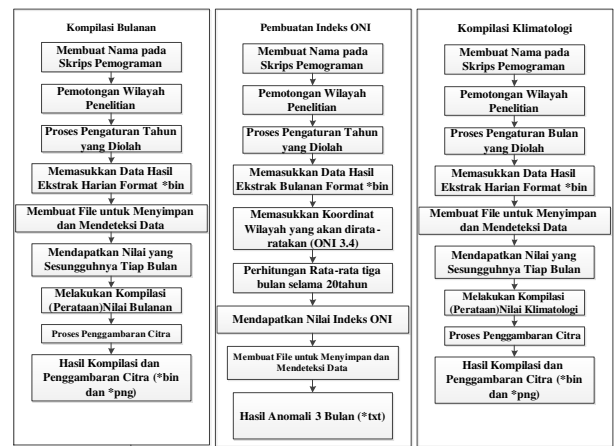 Kompilasi Bulanan
Membuat Nama pada
Skrips Pemograman
Pemotongan Wilayah
Penelitian
Proses Pengaturan Tahun
yang Diolah
Memasukkan Data Hasil
Ekstrak Harian Format *bin
Membuat File untuk Menyimpan
dan Mendeteksi Data
Mendapatkan Nilai yang
Sesungguhnya Tiap Bulan
Melakukan Kompilasi
(Perataan)Nilai Bulanan
Proses Penggambaran Citra
Hasil Kompilasi dan
Penggambaran Citra (*bin
dan *png)
Pembuatan Indeks ONI
Membuat Nama pada
Skrips Pemograman
Pemotongan Wilayah
Penelitian
Proses Pengaturan Tahun
yang Diolah
Memasukkan Data Hasil
Ekstrak Bulanan Format *bin
Memasukkan Koordinat
Wilayah yang akan dirata-
ratakan (ONI 3.4)
Perhitungan Rata-rata tiga
bulan selama 20tahun
Mendapatkan Nilai Indeks ONI
Membuat File untuk Menyimpan dan
Mendeteksi Data
Hasil Anomali 3 Bulan (*txt)
Kompilasi Klimatologi
Membuat Nama pada
Skrips Pemograman
Pemotongan Wilayah
Penelitian
Proses Pengaturan Bulan
yang Diolah
Memasukkan Data Hasil
Ekstrak Harian Format *bin
Membuat File untuk Menyimpan
dan Mendeteksi Data
Mendapatkan Nilai yang
Sesungguhnya Tiap Bulan
Melakukan Kompilasi
(Perataan)Nilai Klimatologi
Proses Penggambaran Citra
Hasil Kompilasi dan
Penggambaran Citra (*bin
dan *png)